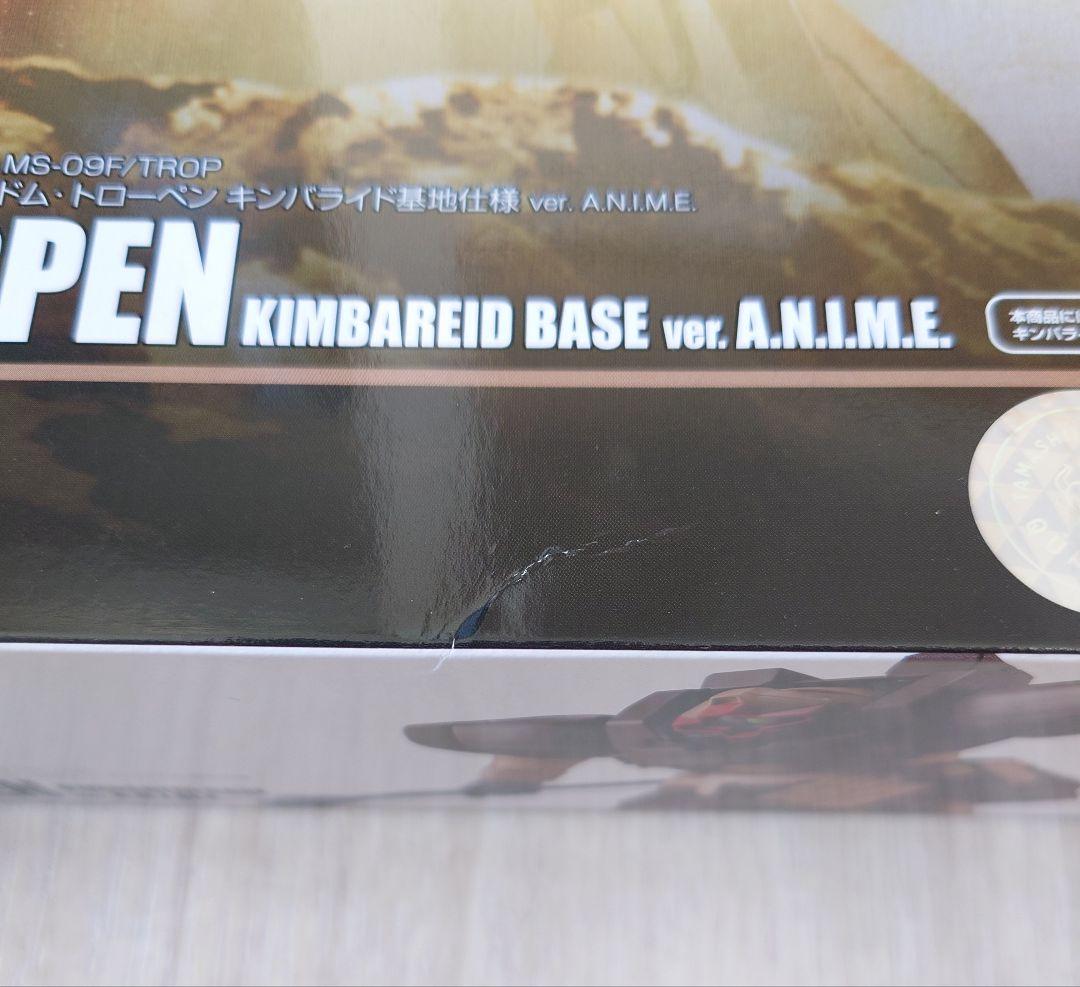 MS-09F/TROP
ドム・トローペン キンバライド基地仕様 ver. A.N.I.M.E.
PEN KIMBAREID BASE ver. A.N.I.M.E.
本商品に
キンバラ
TAMASH